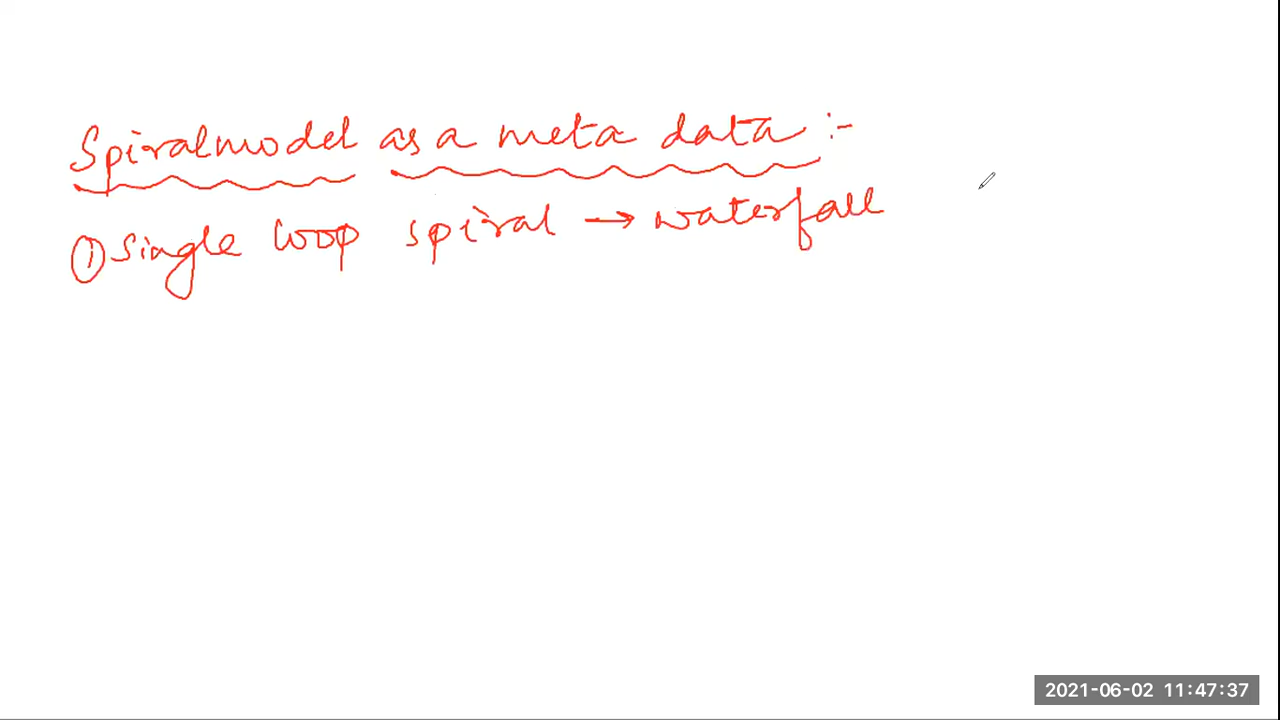 Spiralmodel as a meta data :-
① Single loop spiral → waterfall
2021-06-02 11:47:37